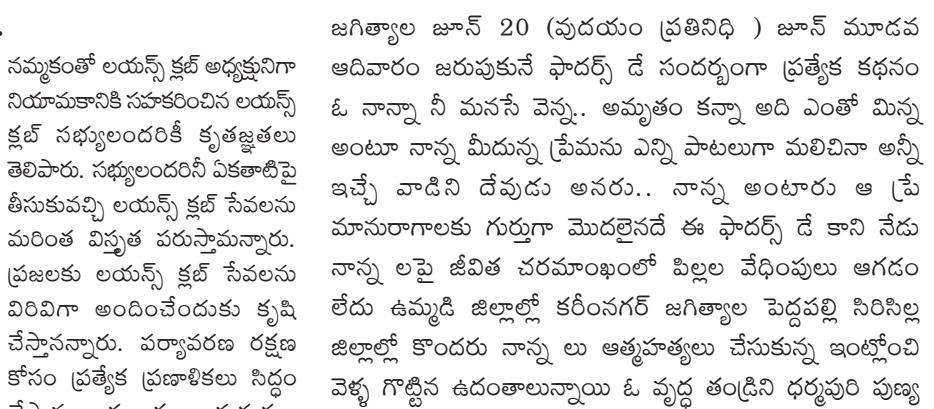 నమ్మకంతో లయన్స్ క్లబ్ అధ్యక్షునిగా
నియామకానికి సహకరించిన లయన్స్
క్లబ్ సభ్యులందరికీ కృతజ్ఞతలు
తెలిపారు. సభ్యులందరినీ ఏకతాటిపై
తీసుకువచ్చి లయన్స్ క్లబ్ సేవలను
మరింత విస్తృత పరుస్తామన్నారు.
ప్రజలకు లయన్స్ క్లబ్ సేవలను
విరివిగా అందించేందుకు కృషి
చేస్తానన్నారు. పర్యావరణ రక్షణ
కోసం ప్రత్యేక ప్రణాళికలు సిద్ధం
జగిత్యాల జూన్ 20 (వుదయం ప్రతినిధి ) జూన్ మూడవ
ఆదివారం జరుపుకునే ఫాదర్స్ డే సందర్భంగా ప్రత్యేక కథనం
ఓ నాన్నా నీ మనసే వెన్న.. అమృతం కన్నా అది ఎంతో మిన్న
అంటూ నాన్న మీదున్న ప్రేమను ఎన్ని పాటలుగా మలిచినా అన్నీ
ఇచ్చే వాడిని దేవుడు అనరు.. నాన్న అంటారు ఆ ప్రే
మానురాగాలకు గుర్తుగా మొదలైనదే ఈ ఫాదర్స్ డే కాని నేడు
నాన్న లపై జీవిత చరమాంఖంలో పిల్లల వేధింపులు ఆగడం
లేదు ఉమ్మడి జిల్లాల్లో కరీంనగర్ జగిత్యాల పెద్దపల్లి సిరిసిల్ల
జిల్లాల్లో కొందరు నాన్న లు ఆత్మహత్యలు చేసుకున్న ఇంట్లోంచి
వెళ్ళ గొట్టిన ఉదంతాలున్నాయి ఓ వృద్ధ తండ్రిని ధర్మపురి పుణ్య